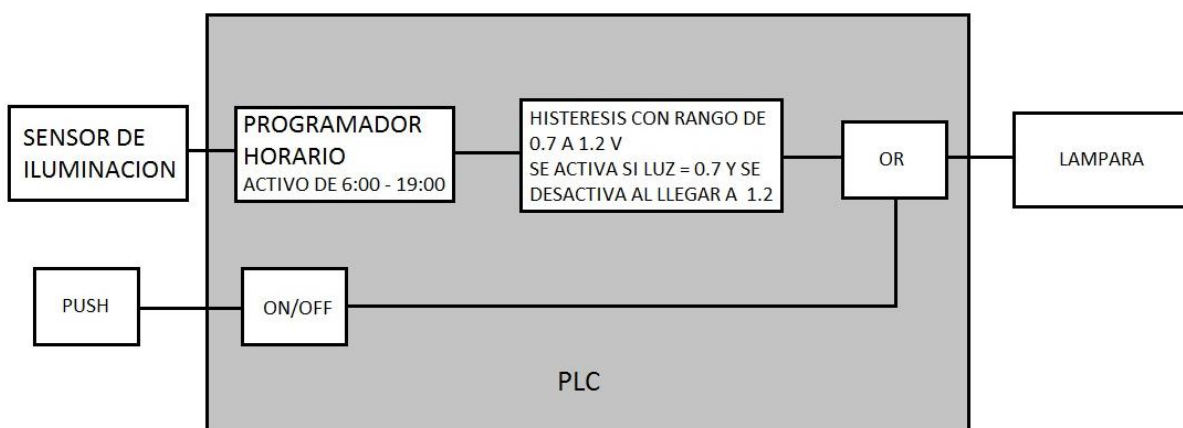 SENSOR DE
ILUMINACION
PROGRAMADOR
HORARIO
ACTIVO DE 6:00 - 19:00
HISTERESIS CON RANGO DE
0.7 A 1.2 V
SE ACTIVA SI LUZ = 0.7 Y SE
DESACTIVA AL LLEGAR A 1.2
OR
LAMPARA
PUSH
ON/OFF
PLC